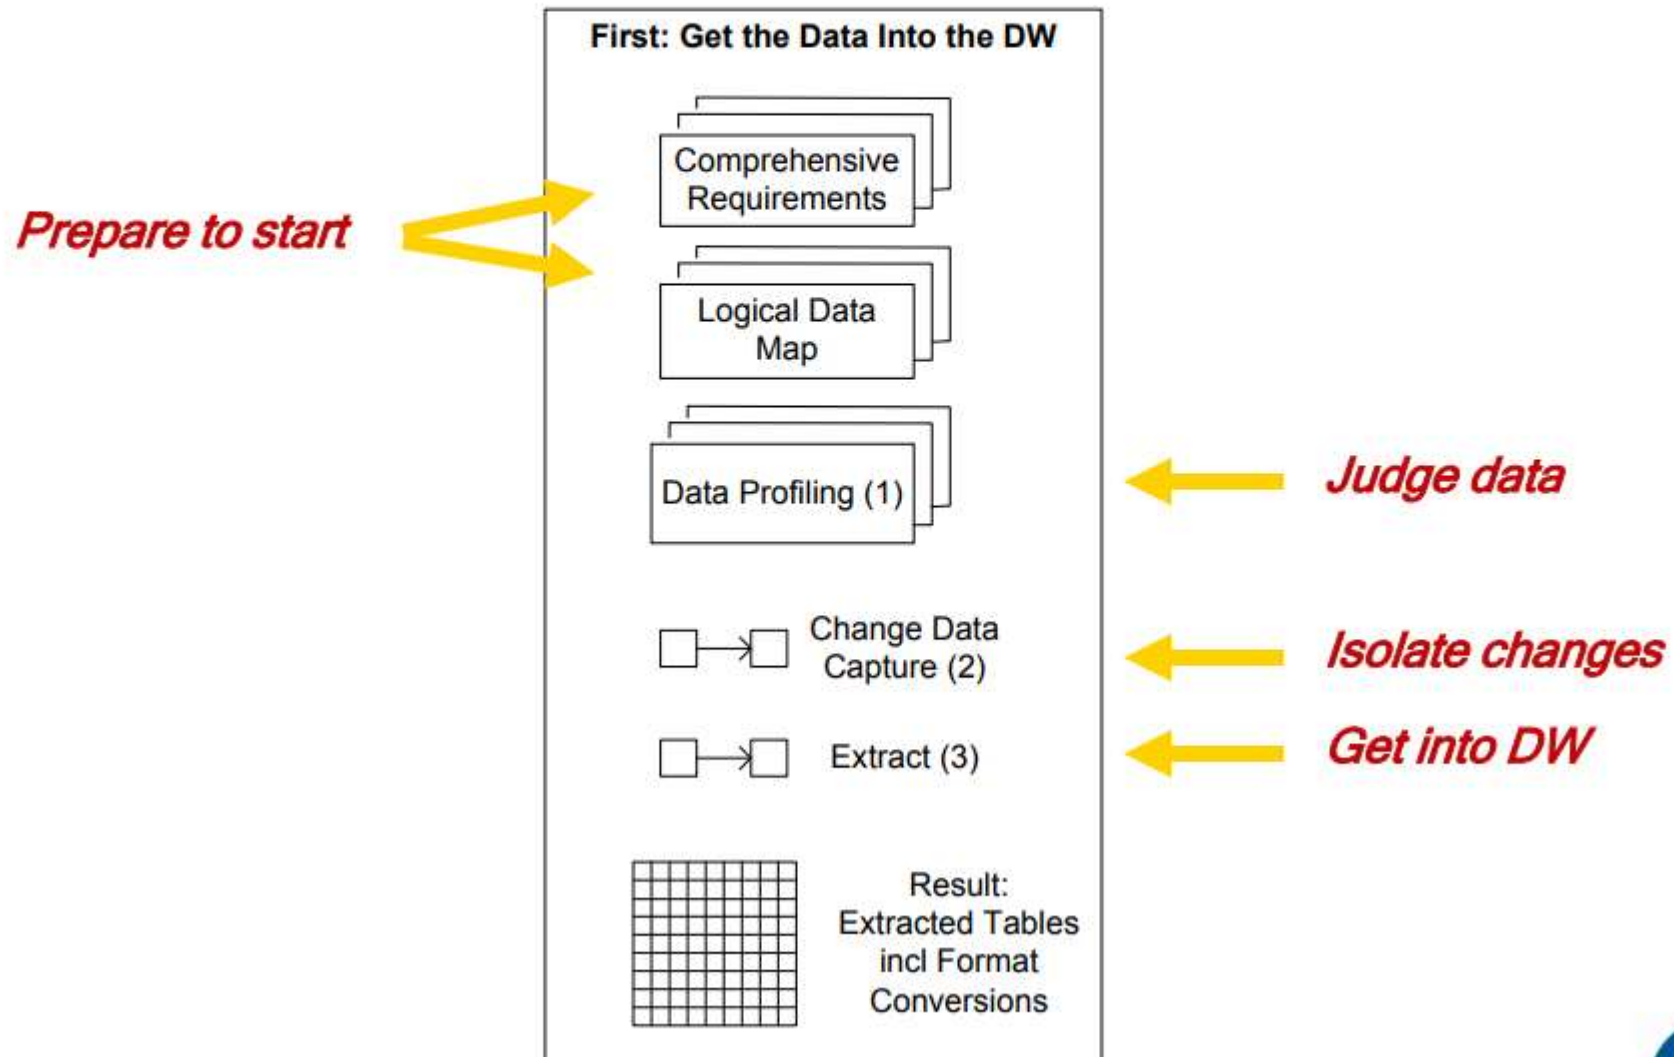 First: Get the Data Into the DW
Comprehensive
Requirements
Prepare to start
Logical Data
Map
Data Profiling (1)
Judge data
Change Data
Capture (2)
Isolate changes
Extract (3)
Get into DW
Result:
Extracted Tables
incl Format
Conversions